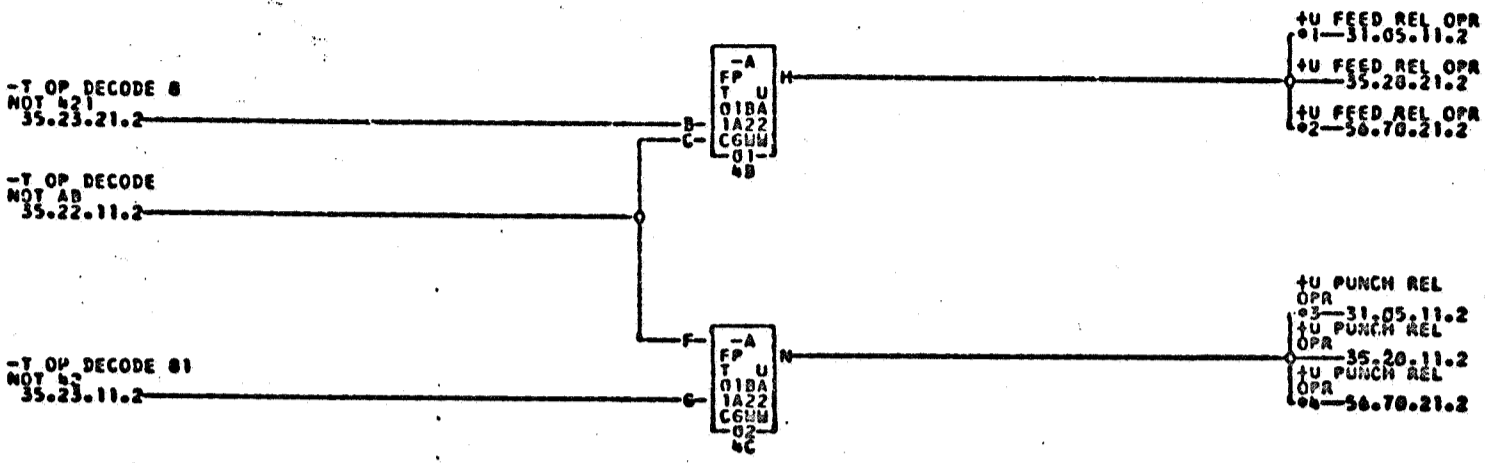 -T OP DECODE 8
NOT 421
35.23.21.2
-T OP DECODE
NOT AB
35.22.11.2
-T OP DECODE 81
NOT 42
35.23.11.2
B
C
-A
FP
T U
01BA
1A22
CGWW
01
4B
H
F
G
-A
FP
T U
01BA
1A22
CGWW
02
4C
N
+U FEED REL OPR
*1 31.05.11.2
+U FEED REL OPR
35.20.21.2
+U FEED REL OPR
*2 56.70.21.2
+U PUNCH REL
OPR
*3 31.05.11.2
+U PUNCH REL
OPR
35.20.11.2
+U PUNCH REL
OPR
*4 56.70.21.2